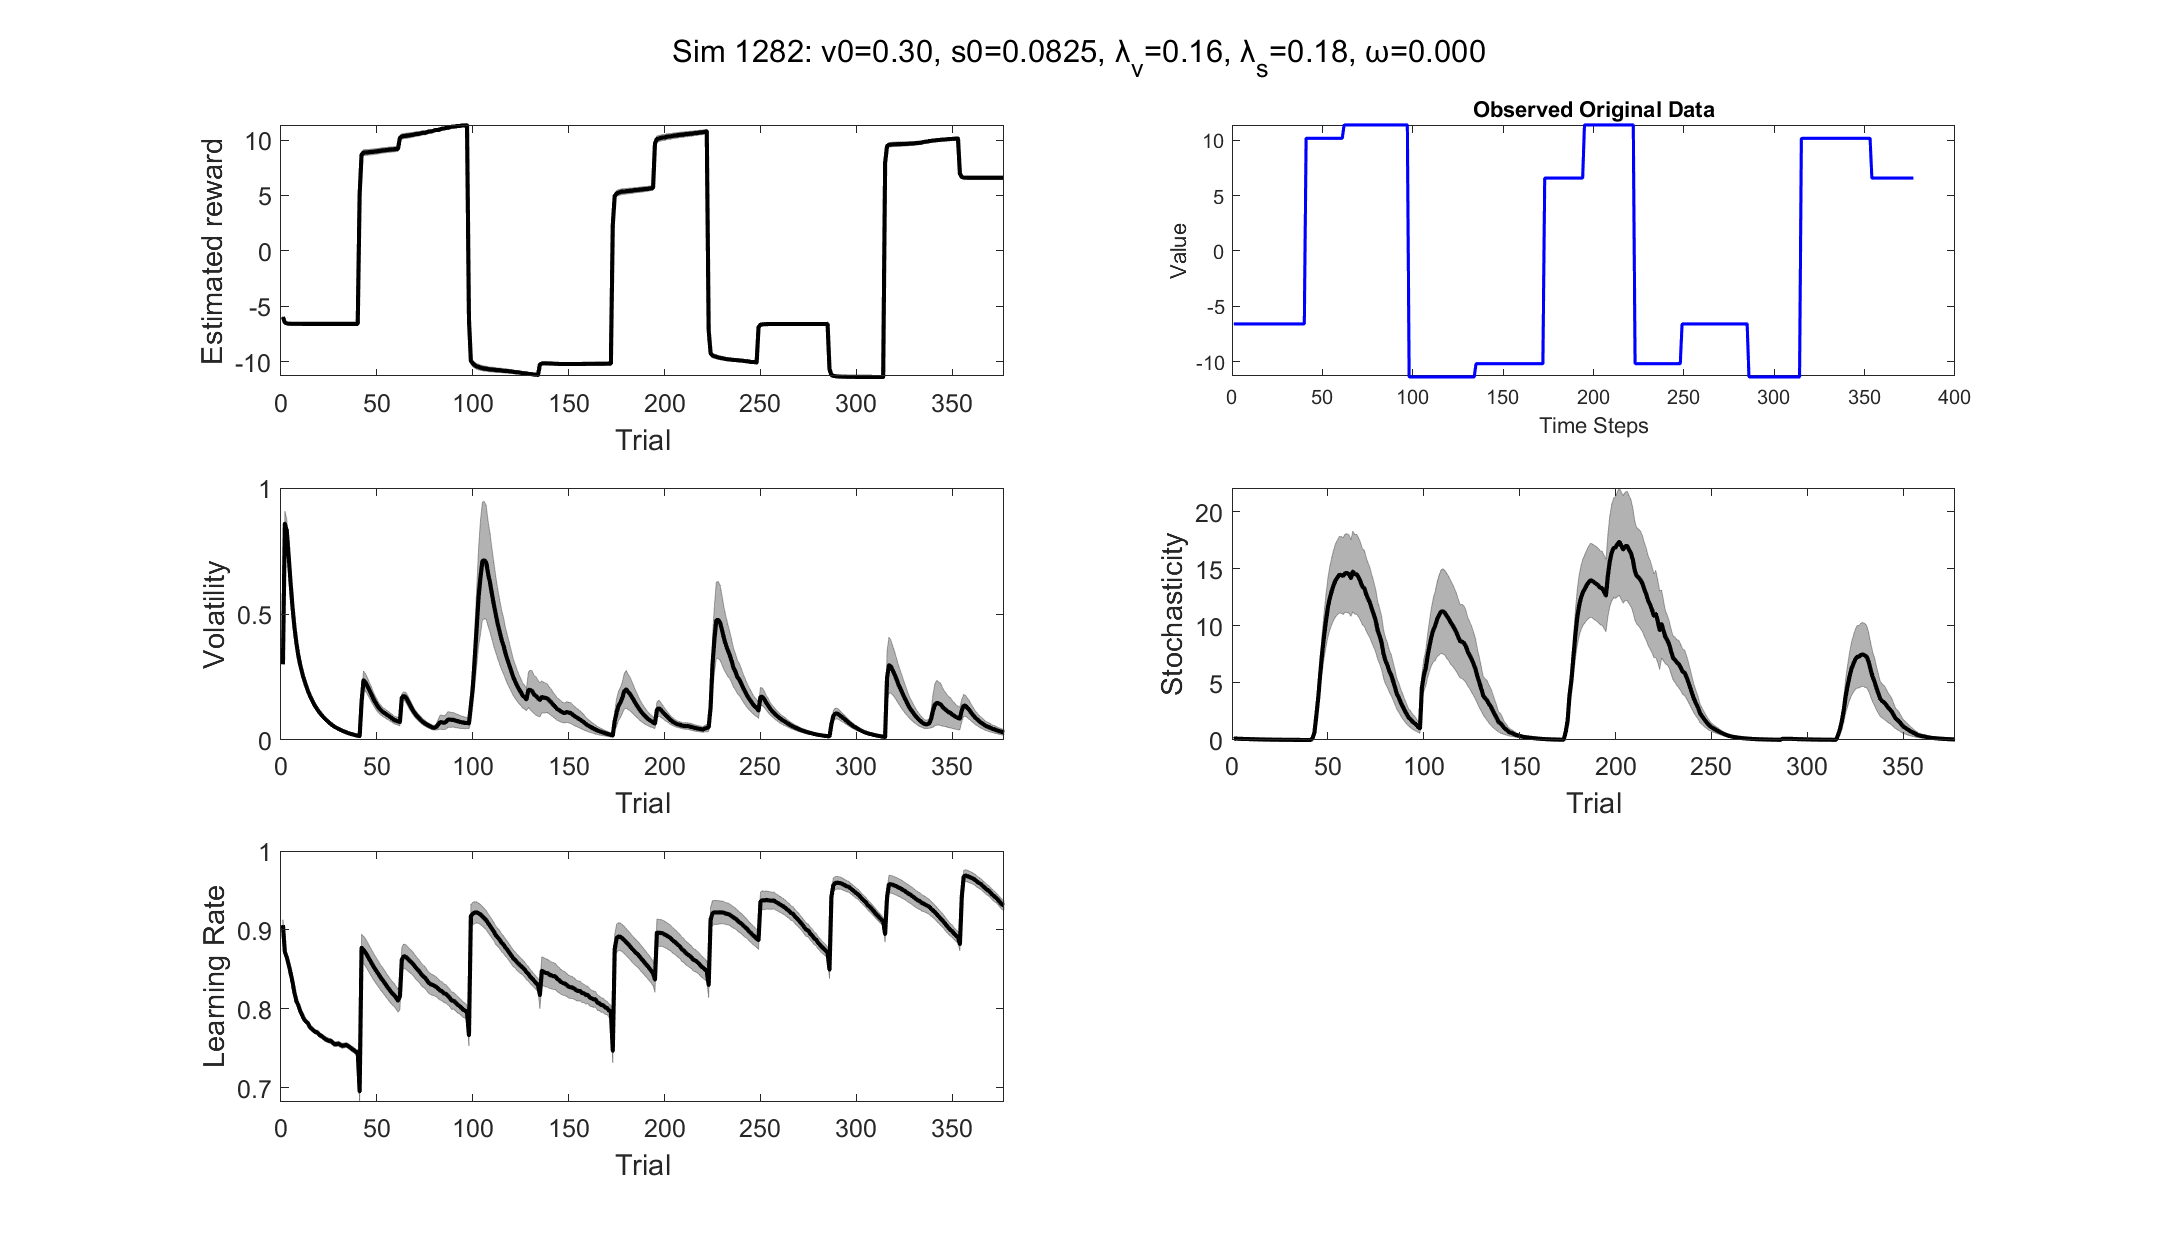 Sim 1282: v0=0.30, s0=0.0825, λv=0.16, λs=0.18, ω=0.000
Estimated reward
10
5
0
-5
-10
0 50 100 150 200 250 300 350
Trial
Observed Original Data
Value
10
5
0
-5
-10
0 50 100 150 200 250 300 350 400
Time Steps
Volatility
1
0.5
0
0 50 100 150 200 250 300 350
Trial
Stochasticity
20
15
10
5
0
0 50 100 150 200 250 300 350
Trial
Learning Rate
1
0.9
0.8
0.7
0 50 100 150 200 250 300 350
Trial